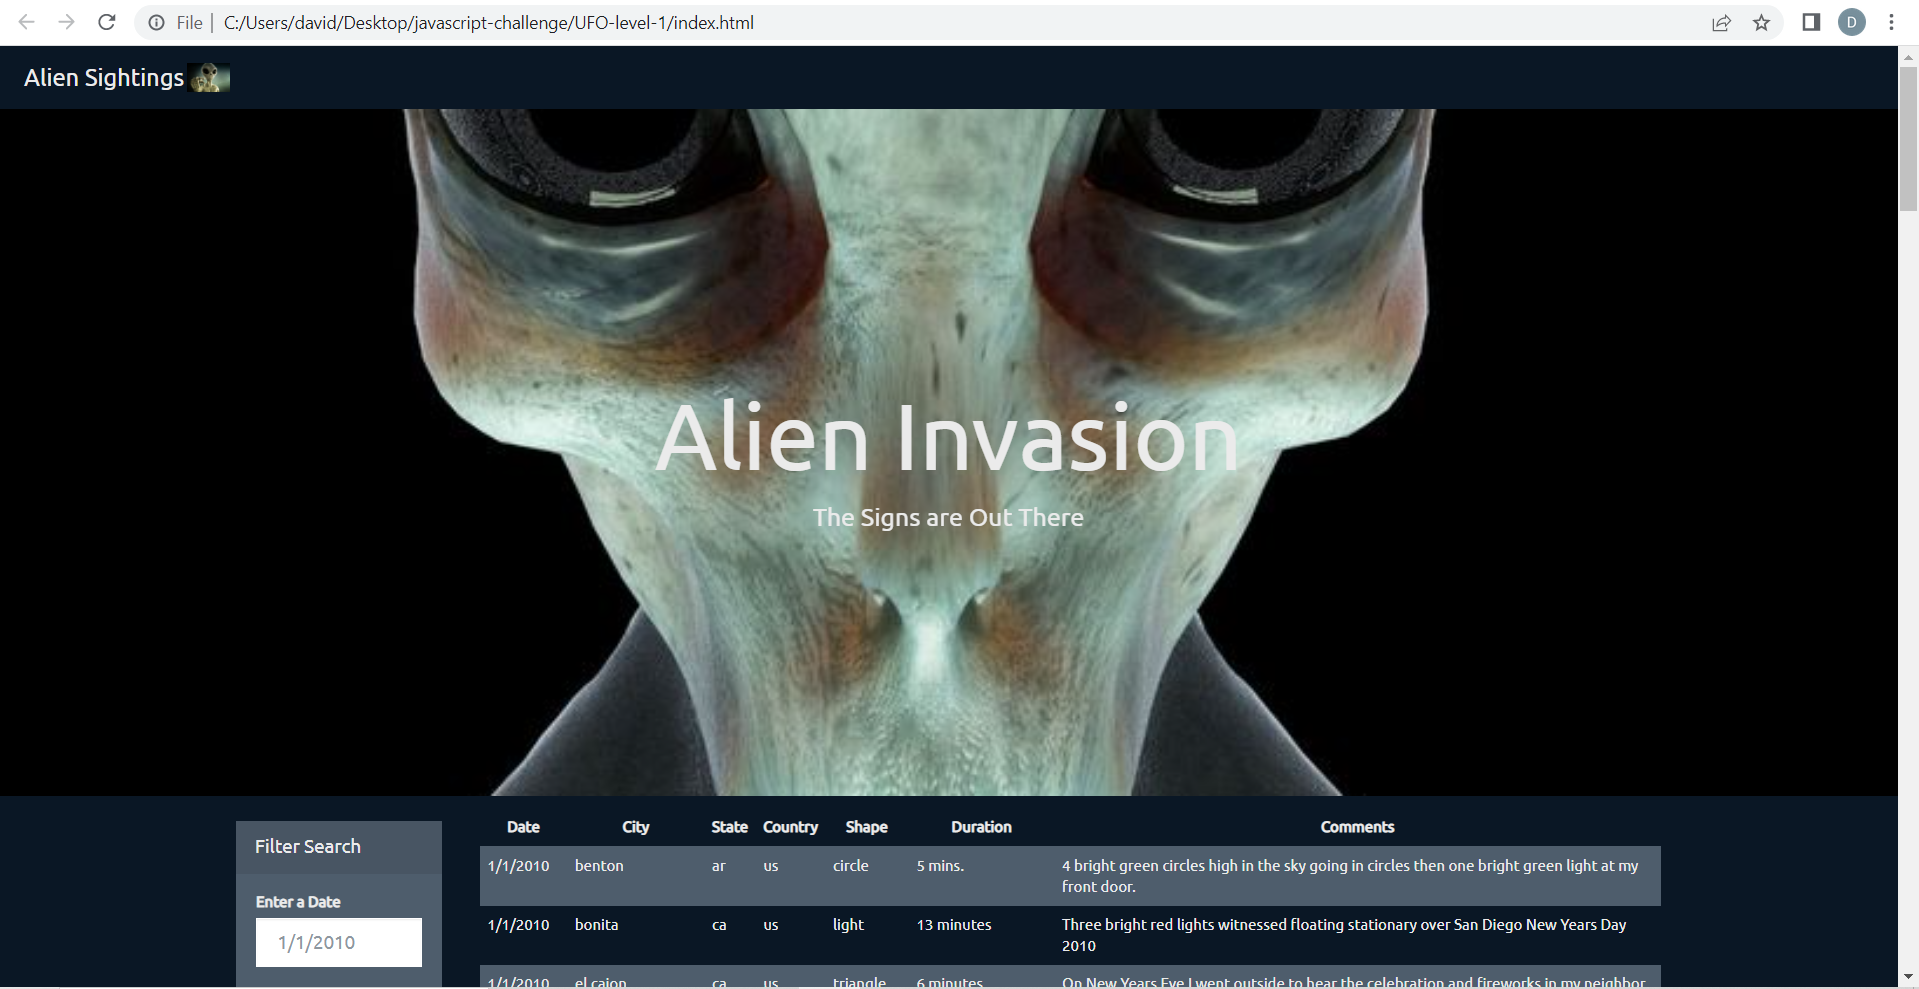 File | C:/Users/david/Desktop/javascript-challenge/UFO-level-1/index.html
D
Alien Sightings
Alien Invasion
The Signs are Out There
Filter Search
Enter a Date
1/1/2010
Date City State Country Shape Duration Comments
1/1/2010 benton ar us circle 5 mins. 4 bright green circles high in the sky going in circles then one bright green light at my
front door.
1/1/2010 bonita ca us light 13 minutes Three bright red lights witnessed floating stationary over San Diego New Years Day
2010
1/1/2010 el cajon ca us triangle 6 minutes On New Years Eve I went outside to hear the celebration and fireworks in my neighbor